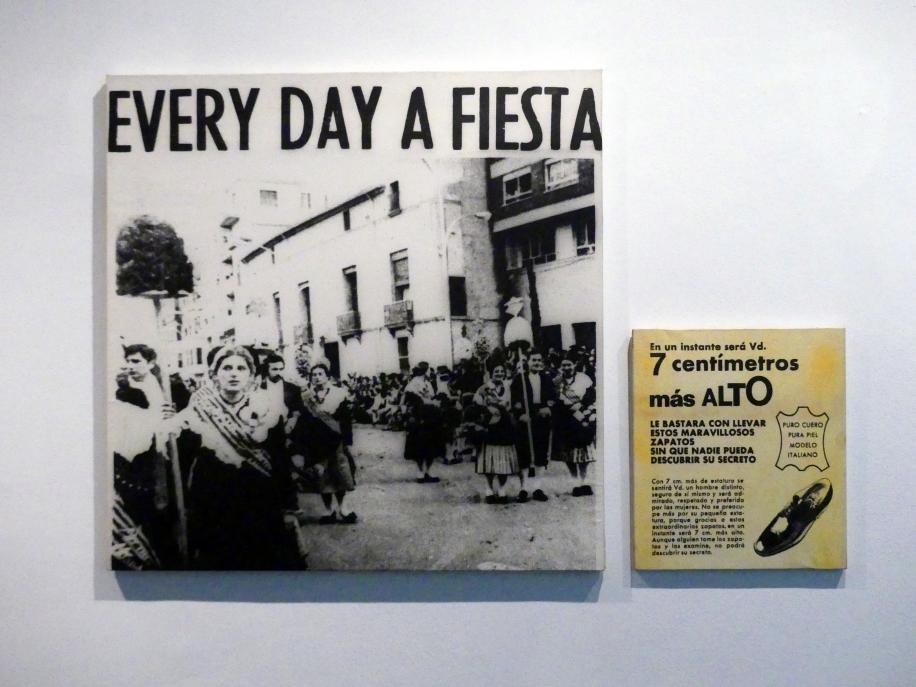 EVERY DAY A FIESTA
En un instante será Vd.
7 centímetros
más ALTO
LE BASTARA CON LLEVAR
ESTOS MARAVILLOSOS
ZAPATOS
SIN QUE NADIE PUEDA
DESCUBRIR SU SECRETO
PURO CUERO
PURA PIEL
MODELO
ITALIANO
Con 7 cm. más de estatura se
sentirá Vd. un hombre distinto,
seguro de sí mismo y será ad-
mirado, respetado y preferido
por las mujeres. No se preocu-
pe más por su pequeña esta-
tura, porque gracias a estos
extraordinarios zapatos, en un
instante será 7 cm. más alto.
Aunque alguien tome los zapa-
tos y los examine, no podrá
descubrir su secreto.